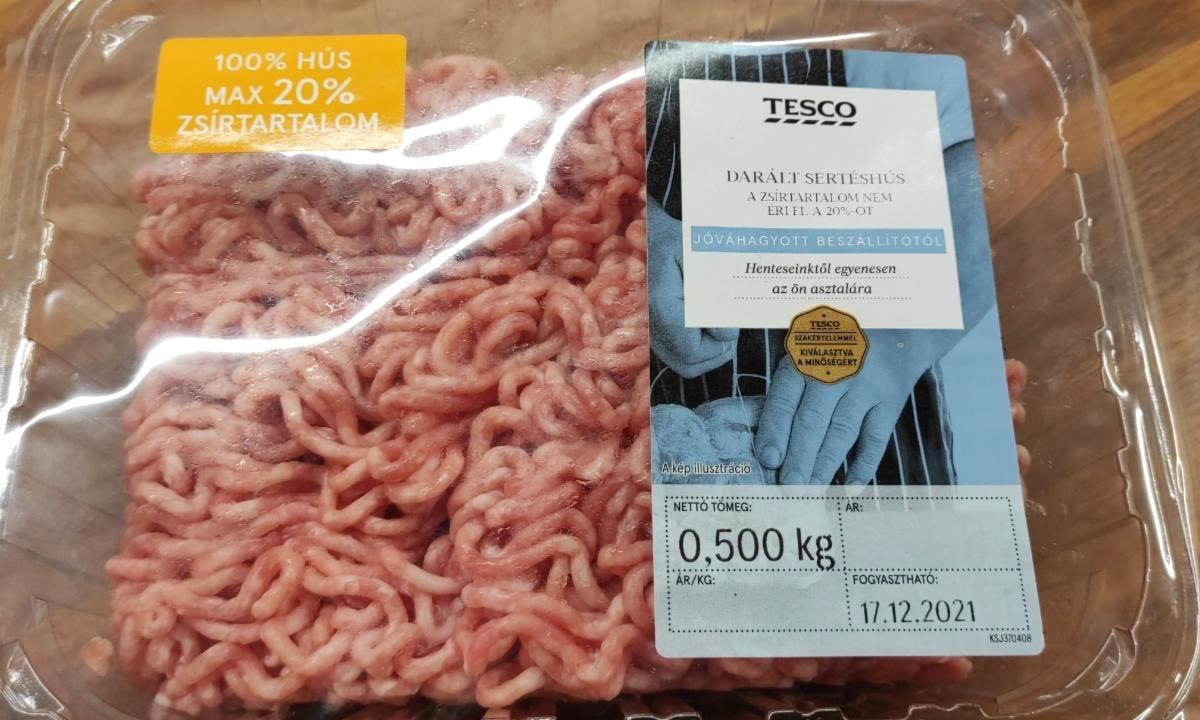 100% HÚS
MAX 20%
ZSÍRTARTALOM
TESCO
DARÁLT SERTÉSHÚS
A ZSÍRTARTALOM NEM
ÉRI EL A 20%-OT
JÓVÁHAGYOTT BESZÁLLÍTÓTÓL
Henteseinktől egyenesen
az ön asztalára
TESCO
SZAKÉRTELEMMEL
KIVÁLASZTVA
A MINŐSÉGÉRT
A kép illusztráció
NETTÓ TÖMEG:
0,500 kg
ÁR:
ÁR/KG:
FOGYASZTHATÓ:
17.12.2021
KSJ370408